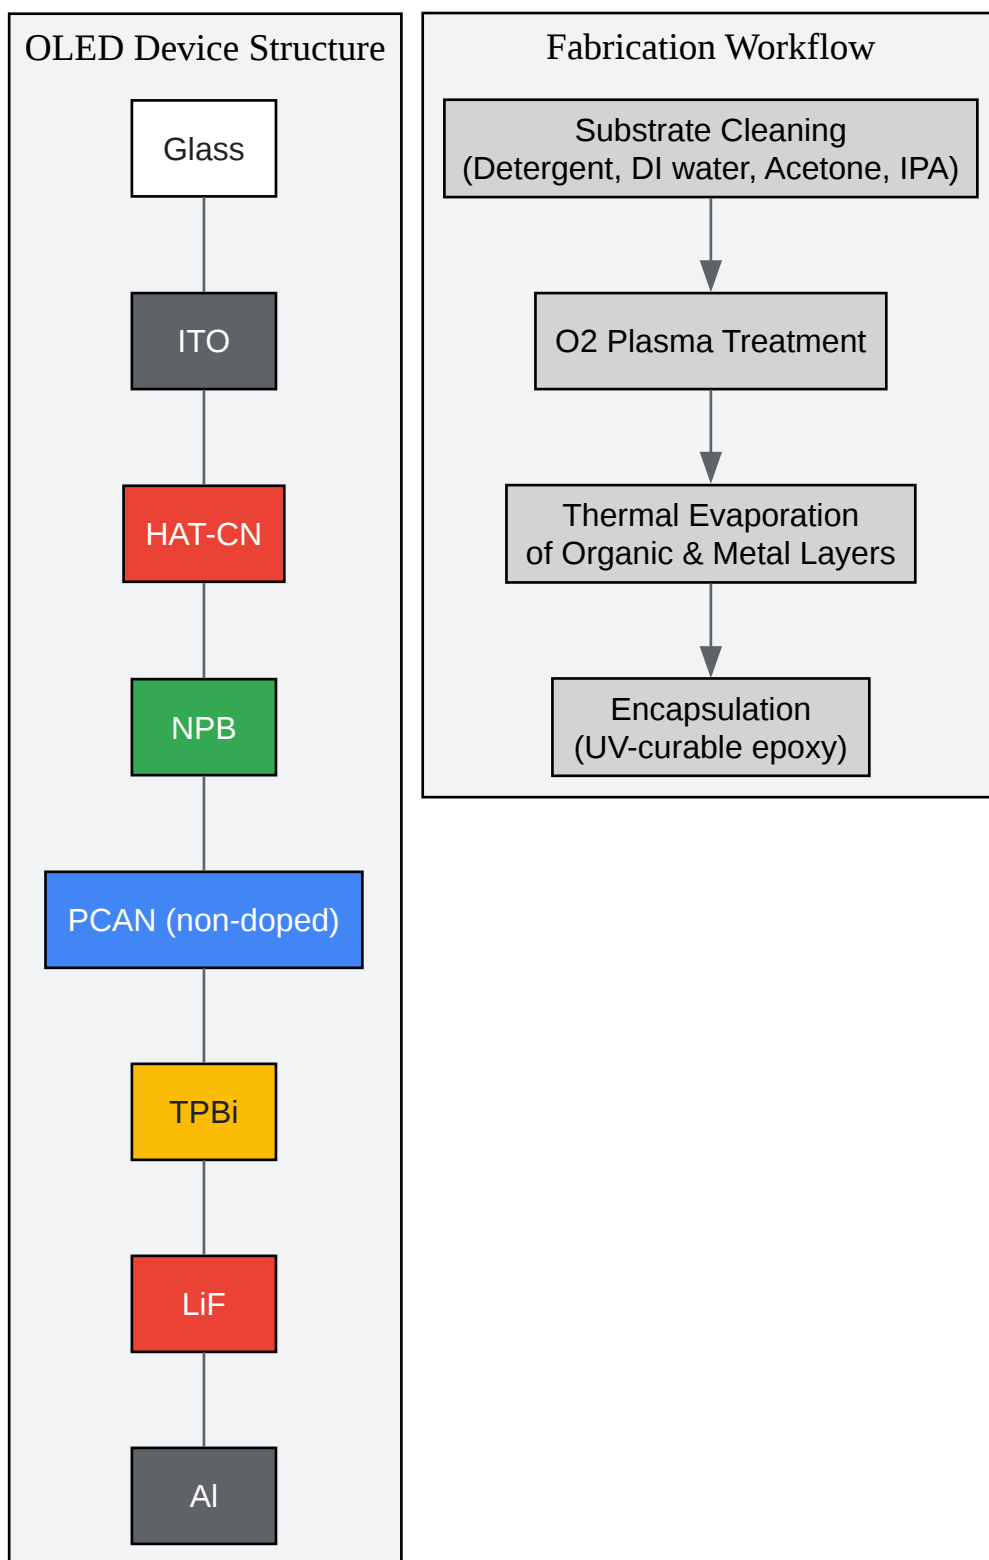 OLED Device Structure
Glass
ITO
HAT-CN
NPB
PCAN (non-doped)
TPBi
LiF
Al
Fabrication Workflow
Substrate Cleaning
(Detergent, DI water, Acetone, IPA)
O2 Plasma Treatment
Thermal Evaporation
of Organic & Metal Layers
Encapsulation
(UV-curable epoxy)